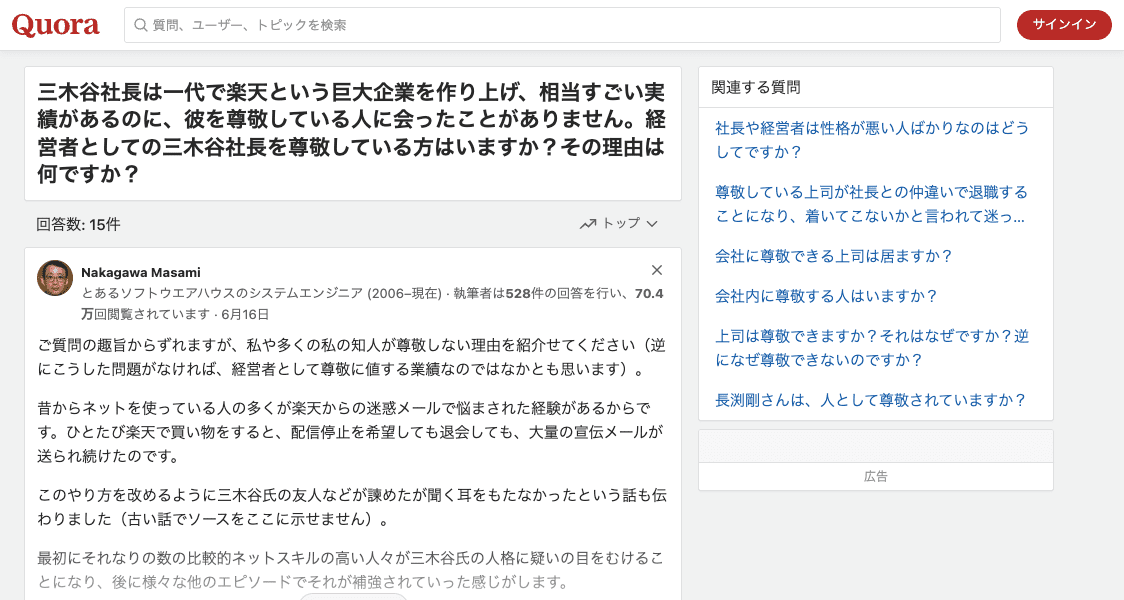 Quora
質問、ユーザー、トピックを検索
サインイン
三木谷社長は一代で楽天という巨大企業を作り上げ、相当すごい実
績があるのに、彼を尊敬している人に会ったことがありません。経
営者としての三木谷社長を尊敬している方はいますか？その理由は
何ですか？
回答数: 15件
トップ
Nakagawa Masami
とあるソフトウエアハウスのシステムエンジニア (2006–現在) · 執筆者は528件の回答を行い、70.4
万回閲覧されています · 6月16日
ご質問の趣旨からずれますが、私や多くの私の知人が尊敬しない理由を紹介せてください（逆
にこうした問題がなければ、経営者として尊敬に値する業績なのではなかとも思います）。
昔からネットを使っている人の多くが楽天からの迷惑メールで悩まされた経験があるからで
す。ひとたび楽天で買い物をすると、配信停止を希望しても退会しても、大量の宣伝メールが
送られ続けたのです。
このやり方を改めるように三木谷氏の友人などが諫めたが聞く耳をもたなかったという話も伝
わりました（古い話でソースをここに示せません）。
最初にそれなりの数の比較的ネットスキルの高い人々が三木谷氏の人格に疑いの目をむけるこ
とになり、後に様々な他のエピソードでそれが補強されていった感じがします。
関連する質問
社長や経営者は性格が悪い人ばかりなのはどう
してですか？
尊敬している上司が社長との仲違いで退職する
ことになり、着いてこないかと言われて迷っ...
会社に尊敬できる上司は居ますか？
会社内に尊敬する人はいますか？
上司は尊敬できますか？それはなぜですか？逆
になぜ尊敬できないのですか？
長渕剛さんは、人として尊敬されていますか？
広告